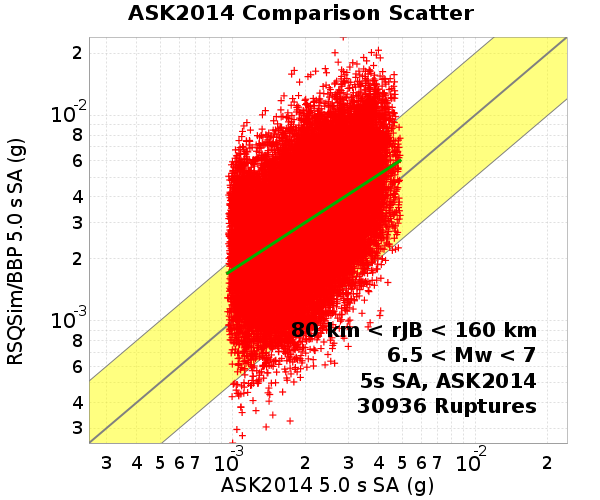 ASK2014 Comparison Scatter
RSQSim/BBP 5.0 s SA (g)
2
10-2
8
6
4
3
2
10-3
8
6
4
3
80 km < rJB < 160 km
6.5 < Mw < 7
5s SA, ASK2014
30936 Ruptures
3 4 5 6 7 10-3 2 3 4 5 6 7 10-2 2
ASK2014 5.0 s SA (g)